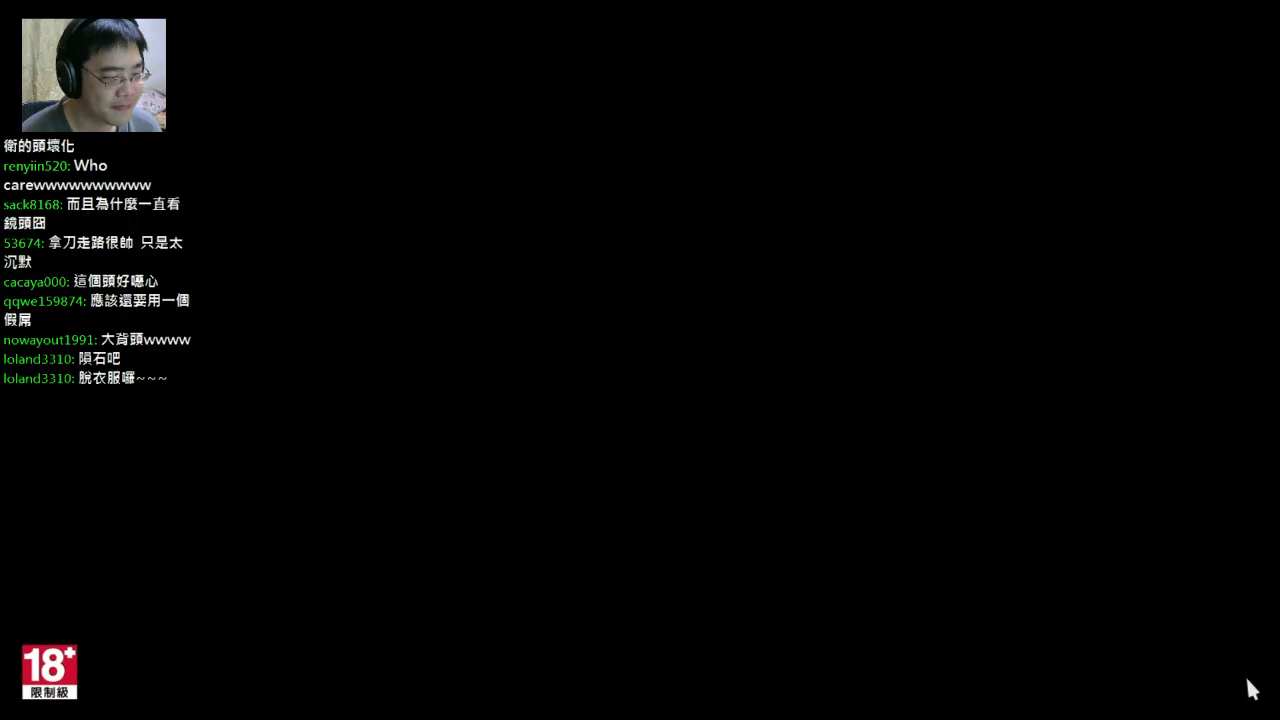 衛的頭壞化
renyiin520: Who
carewwwwwwwwww
sack8168: 而且為什麼一直看
鏡頭囧
53674: 拿刀走路很帥 只是太
沉默
cacaya000: 這個頭好噁心
qqwe159874: 應該還要用一個
假屌
nowayout1991: 大背頭wwww
loland3310: 隕石吧
loland3310: 脫衣服囉~~~
18+
限制級